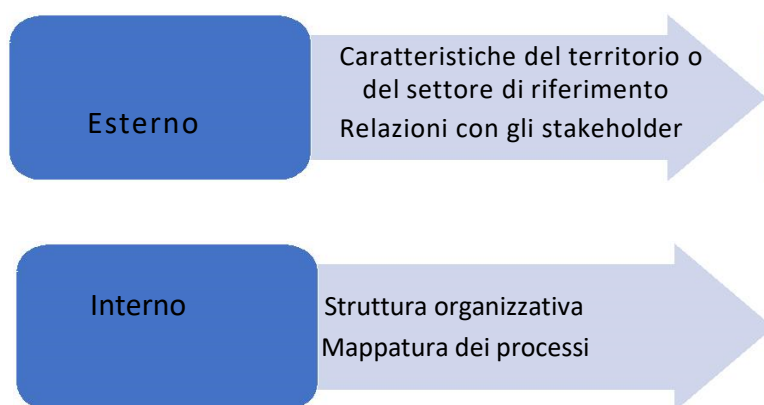 Esterno
Caratteristiche del territorio o
del settore di riferimento
Relazioni con gli stakeholder
Interno
Struttura organizzativa
Mappatura dei processi